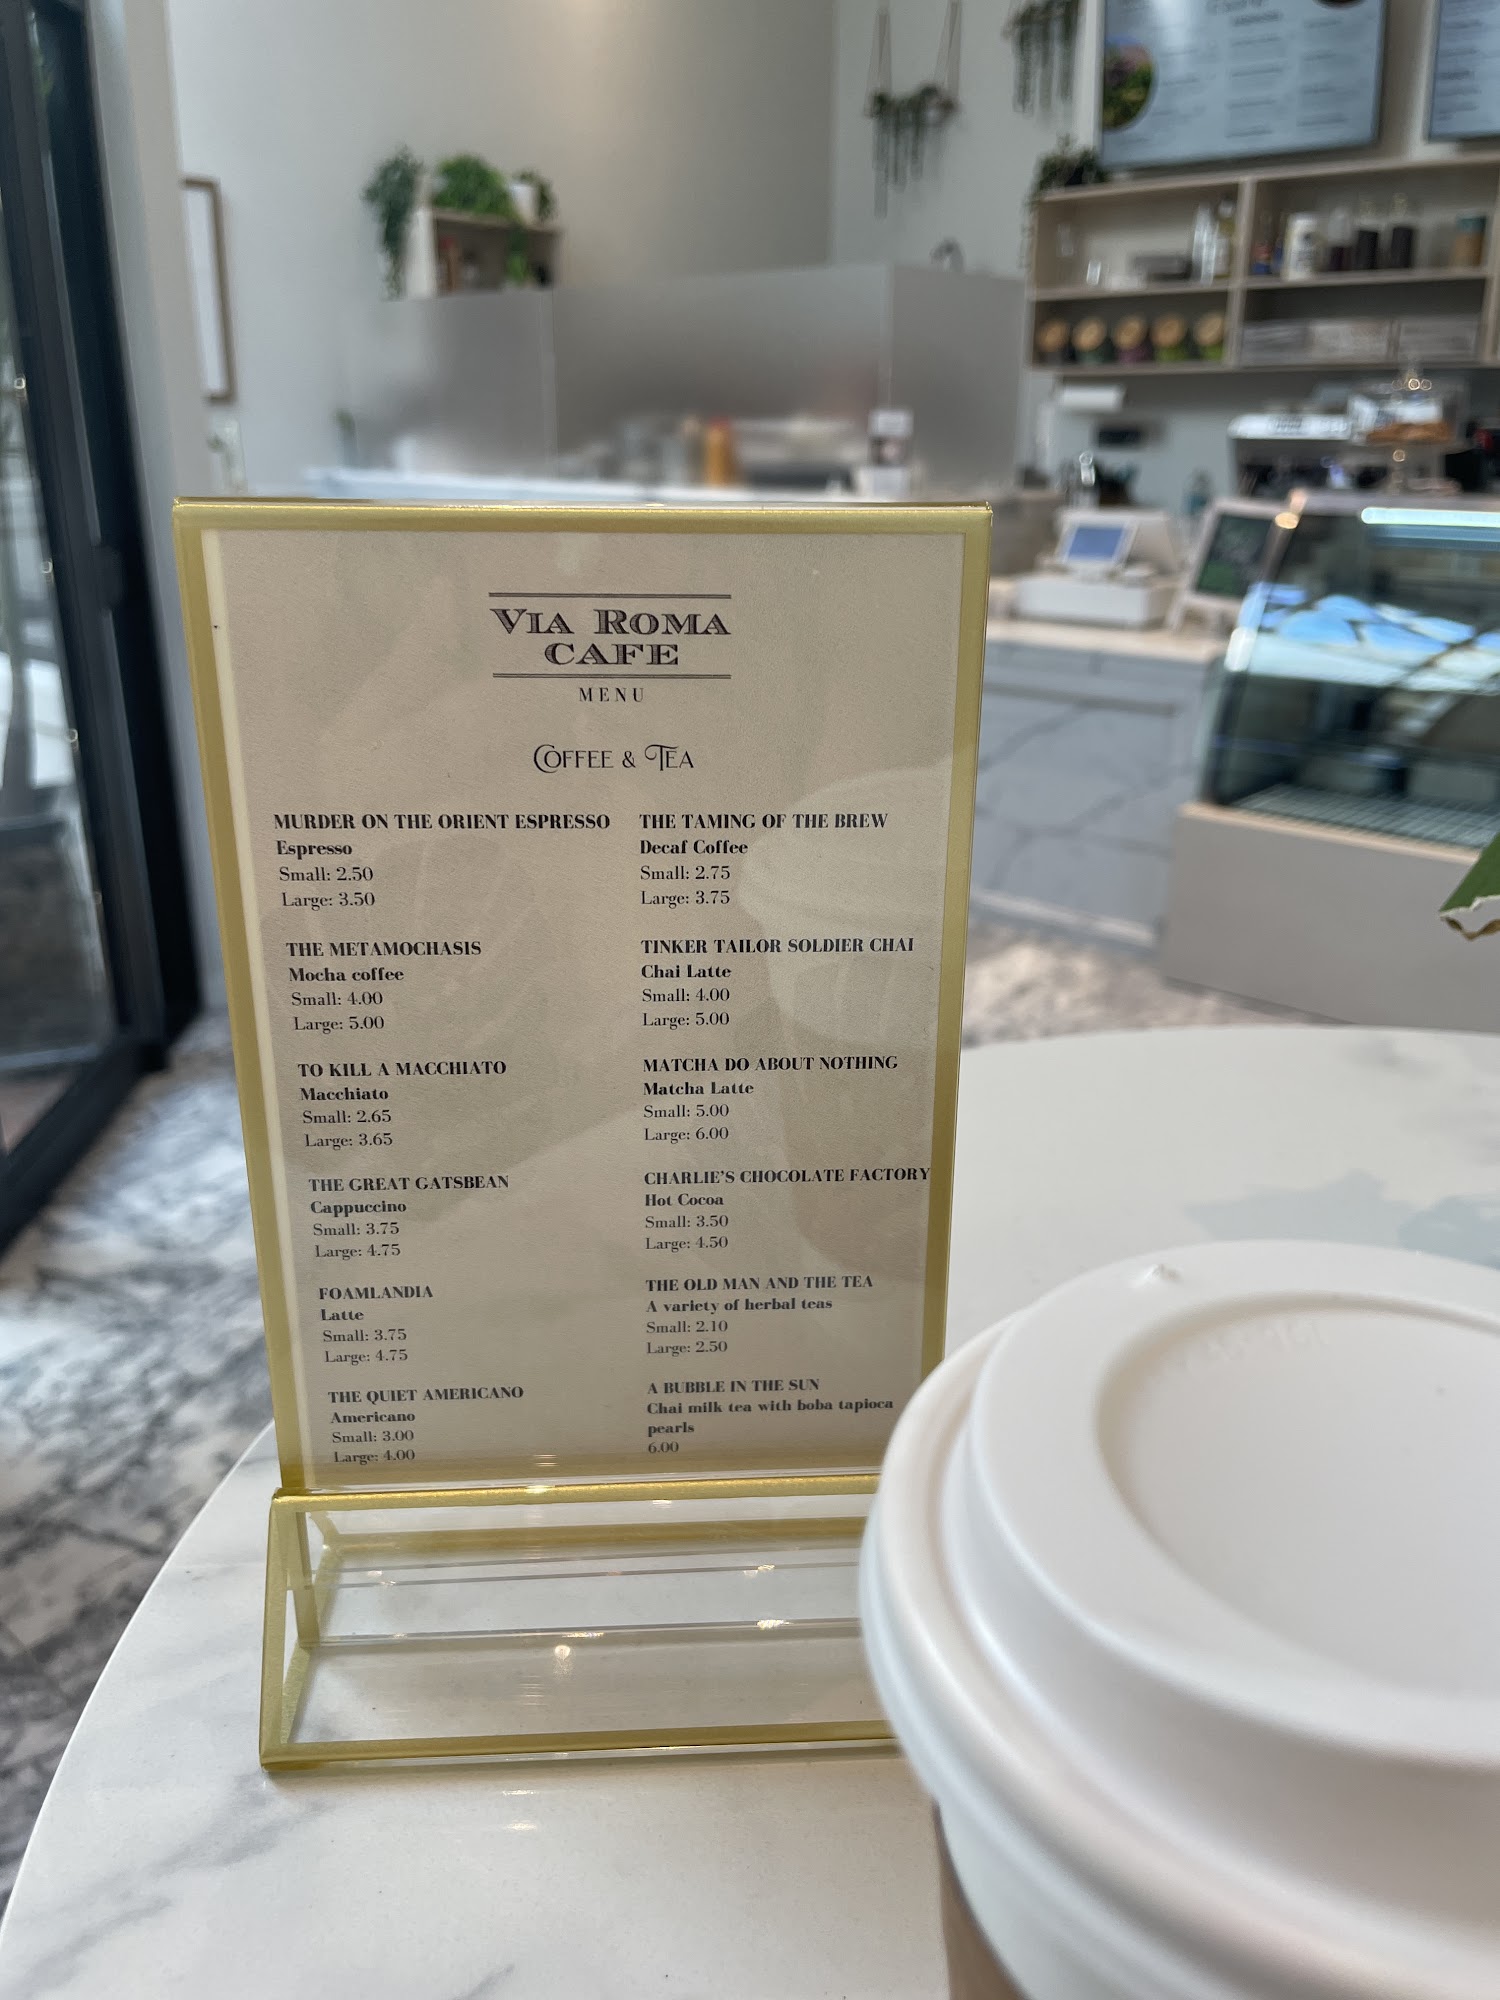 VIA ROMA
CAFE
MENU
COFFEE & TEA
MURDER ON THE ORIENT ESPRESSO
Espresso
Small: 2.50
Large: 3.50
THE METAMOCHASIS
Mocha coffee
Small: 4.00
Large: 5.00
TO KILL A MACCHIATO
Macchiato
Small: 2.65
Large: 3.65
THE GREAT GATSBEAN
Cappuccino
Small: 3.75
Large: 4.75
FOAMLANDIA
Latte
Small: 3.75
Large: 4.75
THE QUIET AMERICANO
Americano
Small: 3.00
Large: 4.00
THE TAMING OF THE BREW
Decaf Coffee
Small: 2.75
Large: 3.75
TINKER TAILOR SOLDIER CHAI
Chai Latte
Small: 4.00
Large: 5.00
MATCHA DO ABOUT NOTHING
Matcha Latte
Small: 5.00
Large: 6.00
CHARLIE'S CHOCOLATE FACTORY
Hot Cocoa
Small: 3.50
Large: 4.50
THE OLD MAN AND THE TEA
A variety of herbal teas
Small: 2.10
Large: 2.50
A BUBBLE IN THE SUN
Chai milk tea with boba tapioca
pearls
6.00